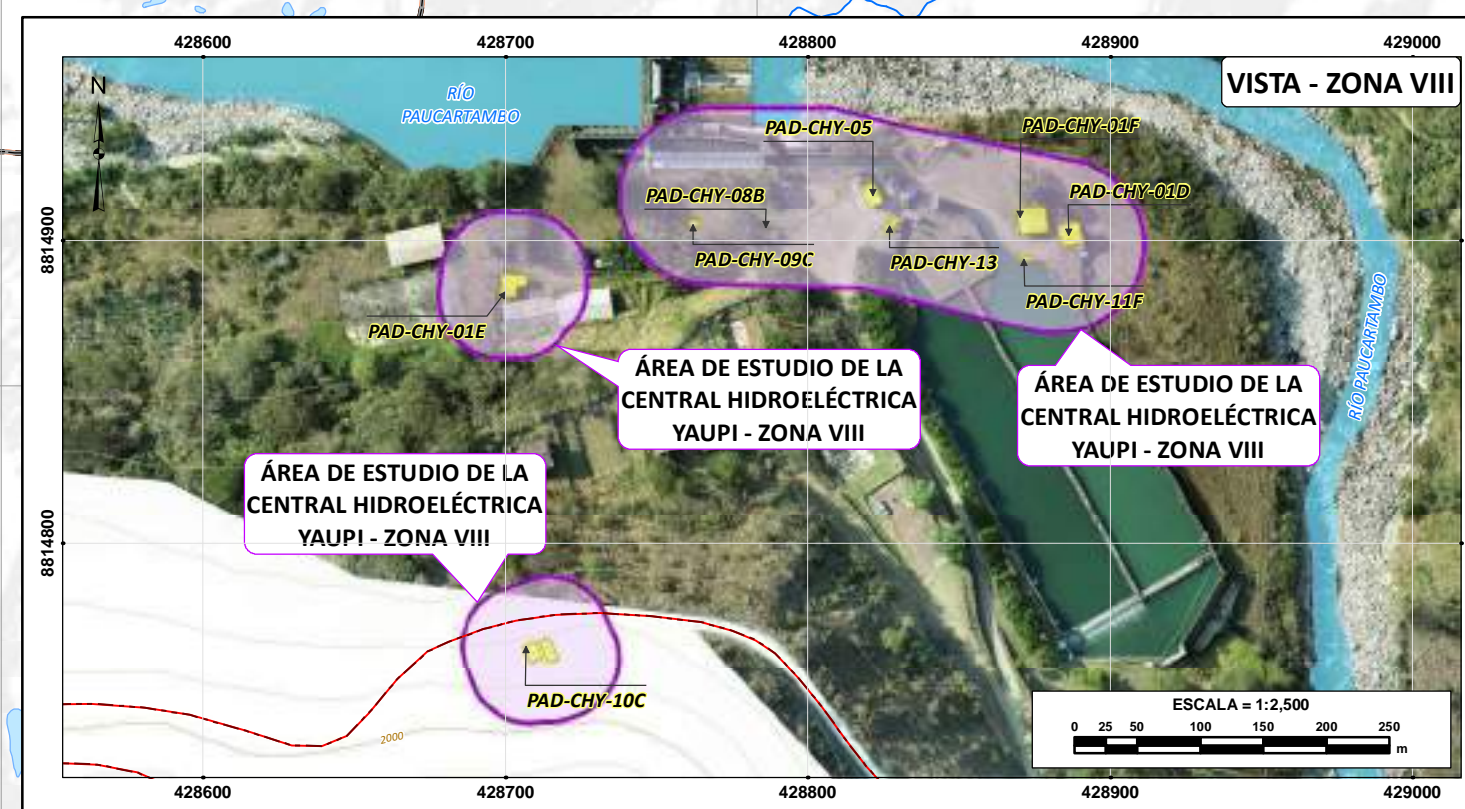 428600
428700
428800
428900
429000
N
VISTA - ZONA VIII
RÍO
PAUCARTAMBO
PAD-CHY-05
PAD-CHY-01F
PAD-CHY-08B
PAD-CHY-01D
8814900
PAD-CHY-09C
PAD-CHY-13
PAD-CHY-11F
PAD-CHY-01E
RÍO PAUCARTAMBO
ÁREA DE ESTUDIO DE LA
CENTRAL HIDROELÉCTRICA
YAUPI - ZONA VIII
ÁREA DE ESTUDIO DE LA
CENTRAL HIDROELÉCTRICA
YAUPI - ZONA VIII
ÁREA DE ESTUDIO DE LA
CENTRAL HIDROELÉCTRICA
YAUPI - ZONA VIII
8814800
PAD-CHY-10C
2000
ESCALA = 1:2,500
0 25 50 100 150 200 250
m
428600
428700
428800
428900
429000